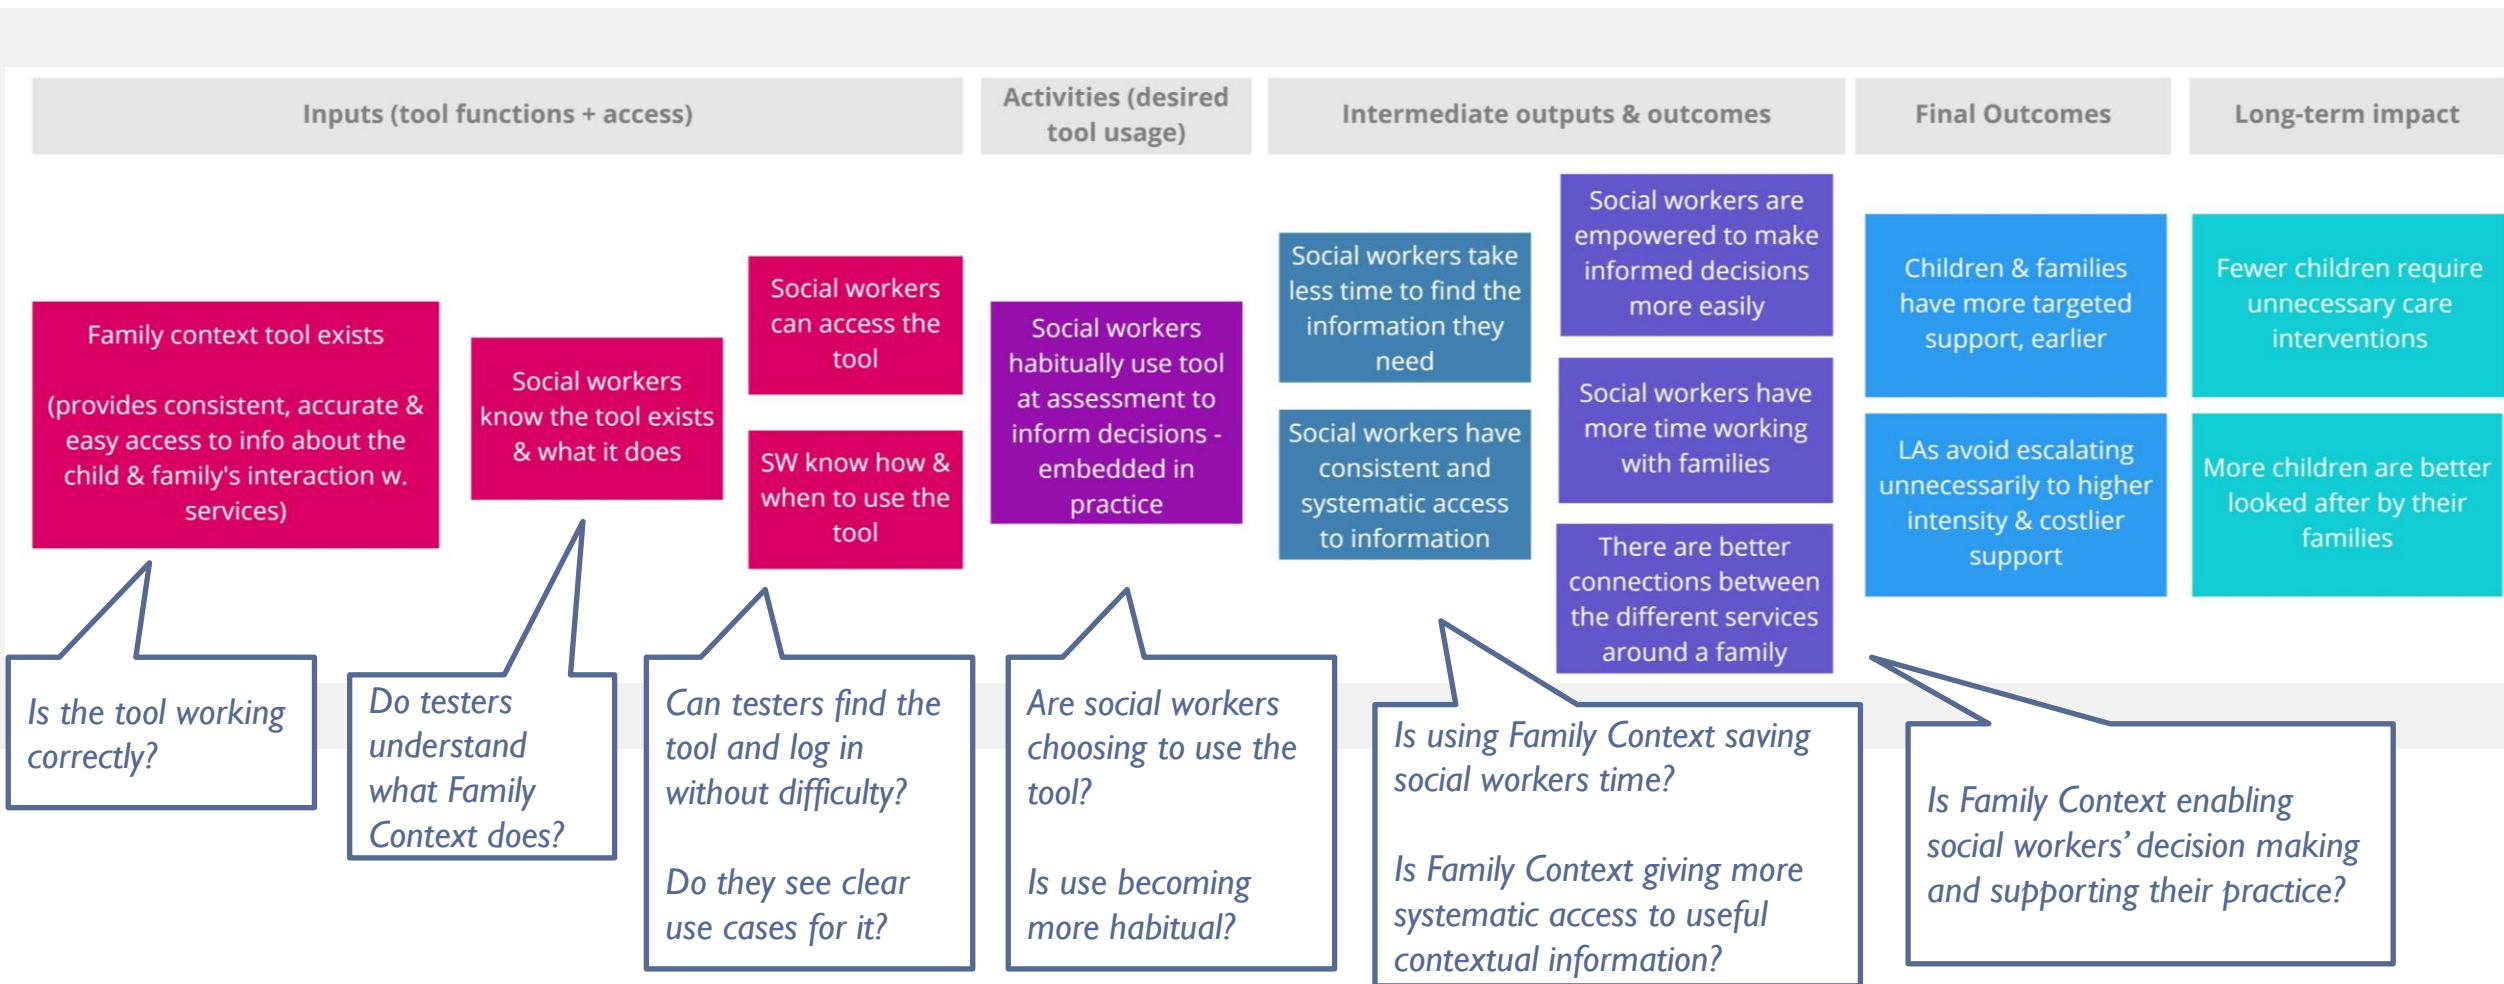 Inputs (tool functions + access)
Activities (desired
tool usage)
Intermediate outputs & outcomes
Final Outcomes
Long-term impact
Family context tool exists
(provides consistent, accurate &
easy access to info about the
child & family's interaction w.
services)
Social workers
know the tool exists
& what it does
Social workers
can access the
tool
SW know how &
when to use the
tool
Social workers
habitually use tool
at assessment to
inform decisions -
embedded in
practice
Social workers take
less time to find the
information they
need
Social workers have
consistent and
systematic access
to information
Social workers are
empowered to make
informed decisions
more easily
Social workers have
more time working
with families
There are better
connections between
the different services
around a family
Children & families
have more targeted
support, earlier
LAs avoid escalating
unnecessarily to higher
intensity & costlier
support
Fewer children require
unnecessary care
interventions
More children are better
looked after by their
families
Is the tool working
correctly?
Do testers
understand
what Family
Context does?
Can testers find the
tool and log in
without difficulty?
Do they see clear
use cases for it?
Are social workers
choosing to use the
tool?
Is use becoming
more habitual?
Is using Family Context saving
social workers time?
Is Family Context giving more
systematic access to useful
contextual information?
Is Family Context enabling
social workers’ decision making
and supporting their practice?